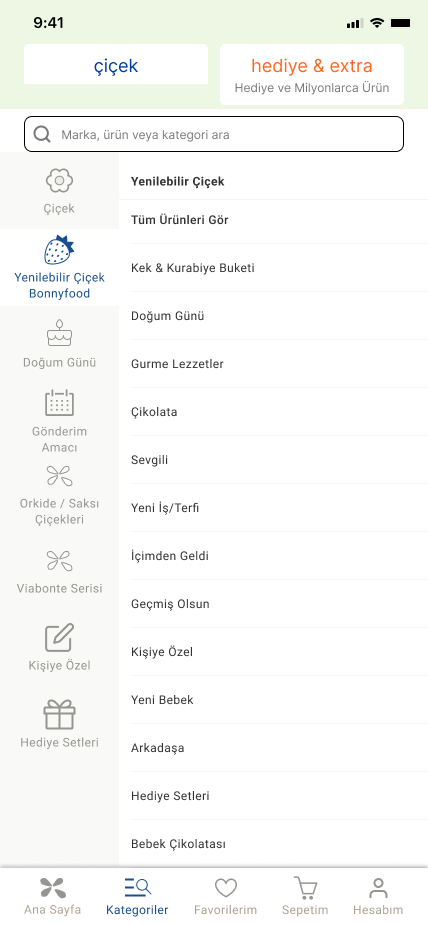 9:41
çiçek
hediye & extra
Hediye ve Milyonlarca Ürün
Marka, ürün veya kategori ara
Çiçek
Yenilebilir Çiçek
Bonnyfood
Doğum Günü
Gönderim
Amacı
Orkide / Saksı
Çiçekleri
Viabonte Serisi
Kişiye Özel
Hediye Setleri
Yenilebilir Çiçek
Tüm Ürünleri Gör
Kek & Kurabiye Buketi
Doğum Günü
Gurme Lezzetler
Çikolata
Sevgili
Yeni İş/Terfi
İçimden Geldi
Geçmiş Olsun
Kişiye Özel
Yeni Bebek
Arkadaşa
Hediye Setleri
Bebek Çikolatası
Ana Sayfa
Kategoriler
Favorilerim
Sepetim
Hesabım